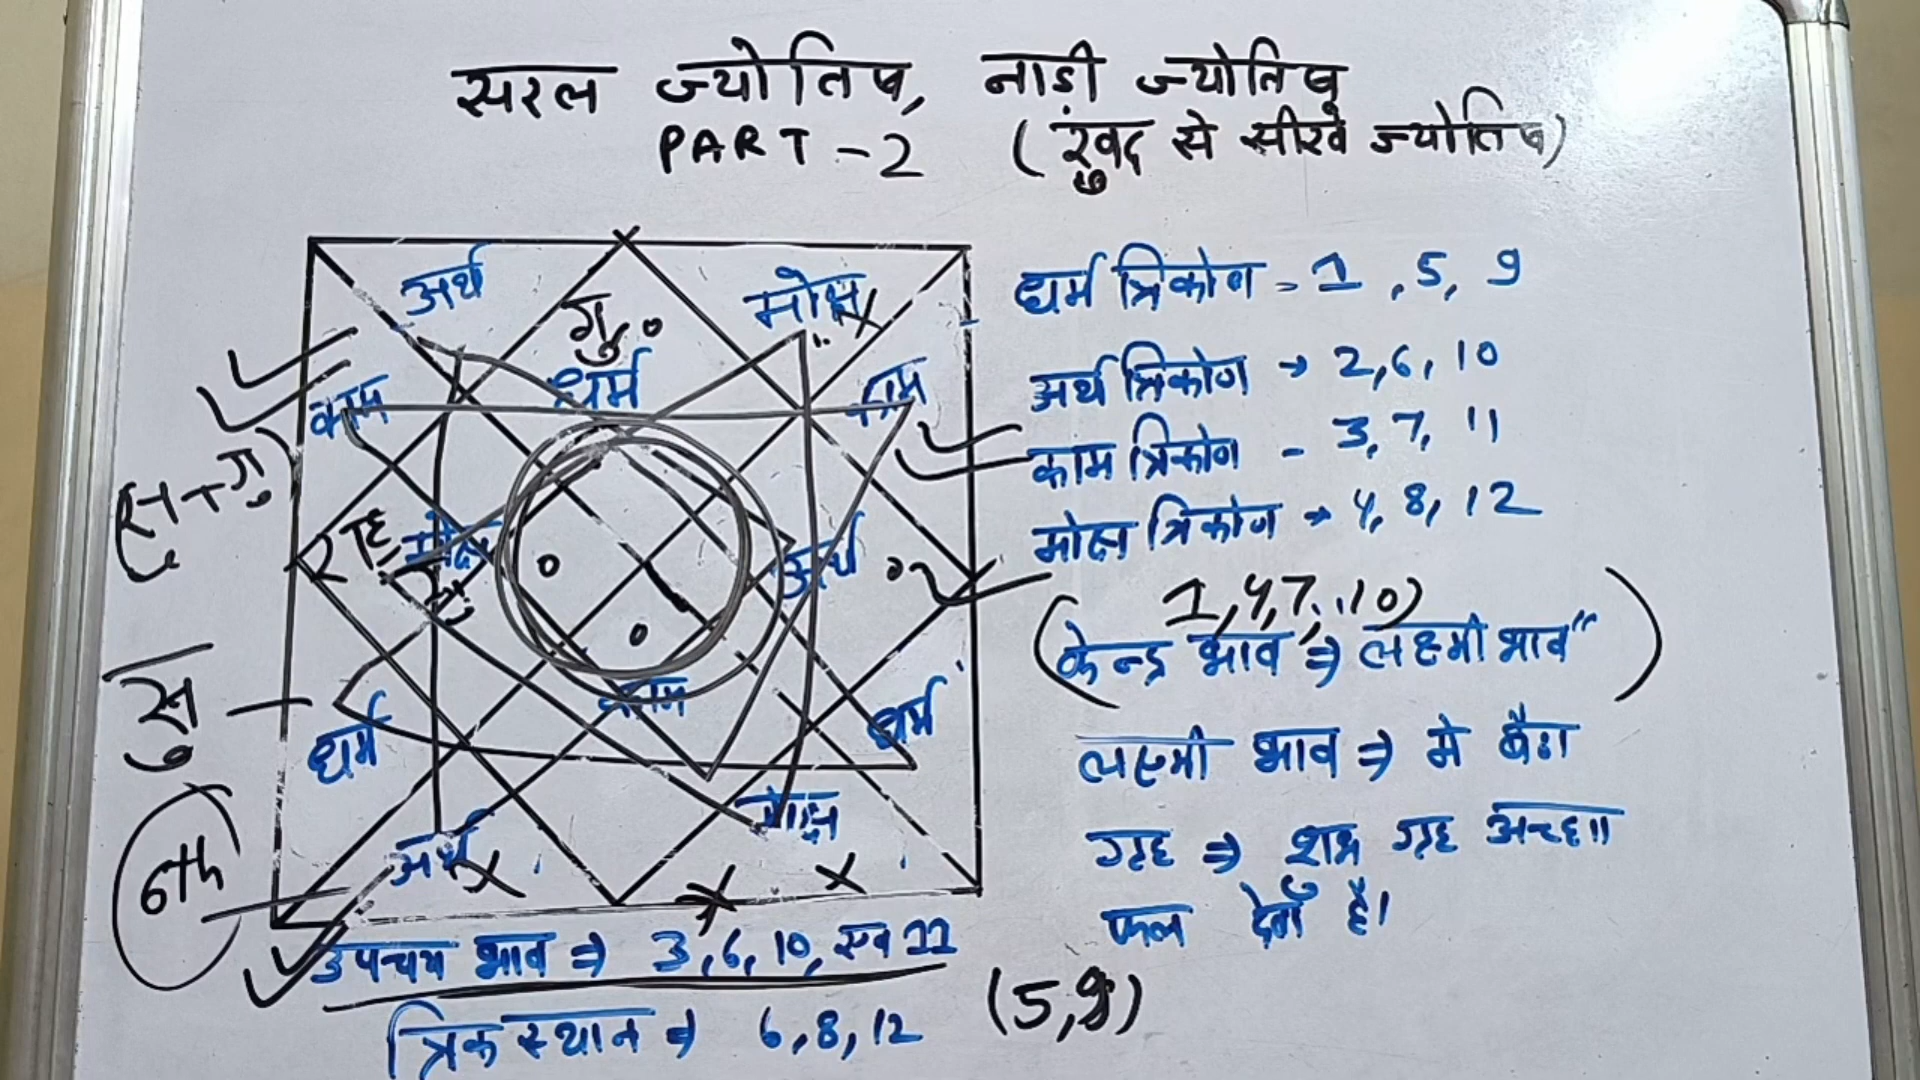 सरल ज्योतिष, नाडी ज्योतिष
PART - 2 (खुद से सीखे ज्योतिष)
अर्थ
मोक्ष
गु
धर्म
काम
काम
धर्म त्रिकोण - 1, 5, 9
अर्थ त्रिकोण → 2, 6, 10
काम त्रिकोण - 3, 7, 11
मोक्ष त्रिकोण → 4, 8, 12
सु + गु
मोक्ष
अर्थ
(1, 4, 7, 10)
(केन्द्र भाव ⇒ लक्ष्मी भाव")
सु
काम
धर्म
धर्म
लक्ष्मी भाव ⇒ मे बैठा
मोक्ष
अर्थ
ग्रह ⇒ शुभ ग्रह अच्छा
फल देता है।
6th
उपचय भाव ⇒ 3, 6, 10, एव 11
(5, 9)
त्रिक स्थान ⇒ 6, 8, 12